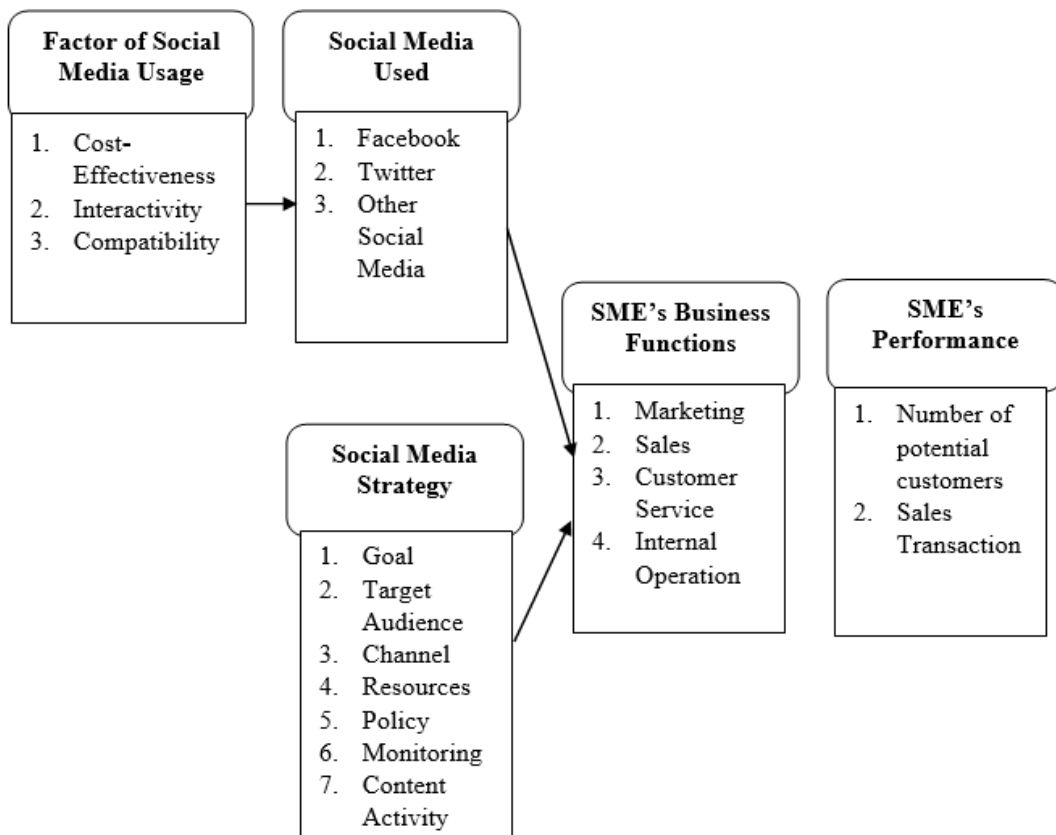 Factor of Social
Media Usage
1. Cost-
Effectiveness
2. Interactivity
3. Compatibility
Social Media
Used
1. Facebook
2. Twitter
3. Other
Social
Media
Social Media
Strategy
1. Goal
2. Target
Audience
3. Channel
4. Resources
5. Policy
6. Monitoring
7. Content
Activity
SME’s Business
Functions
1. Marketing
2. Sales
3. Customer
Service
4. Internal
Operation
SME’s
Performance
1. Number of
potential
customers
2. Sales
Transaction